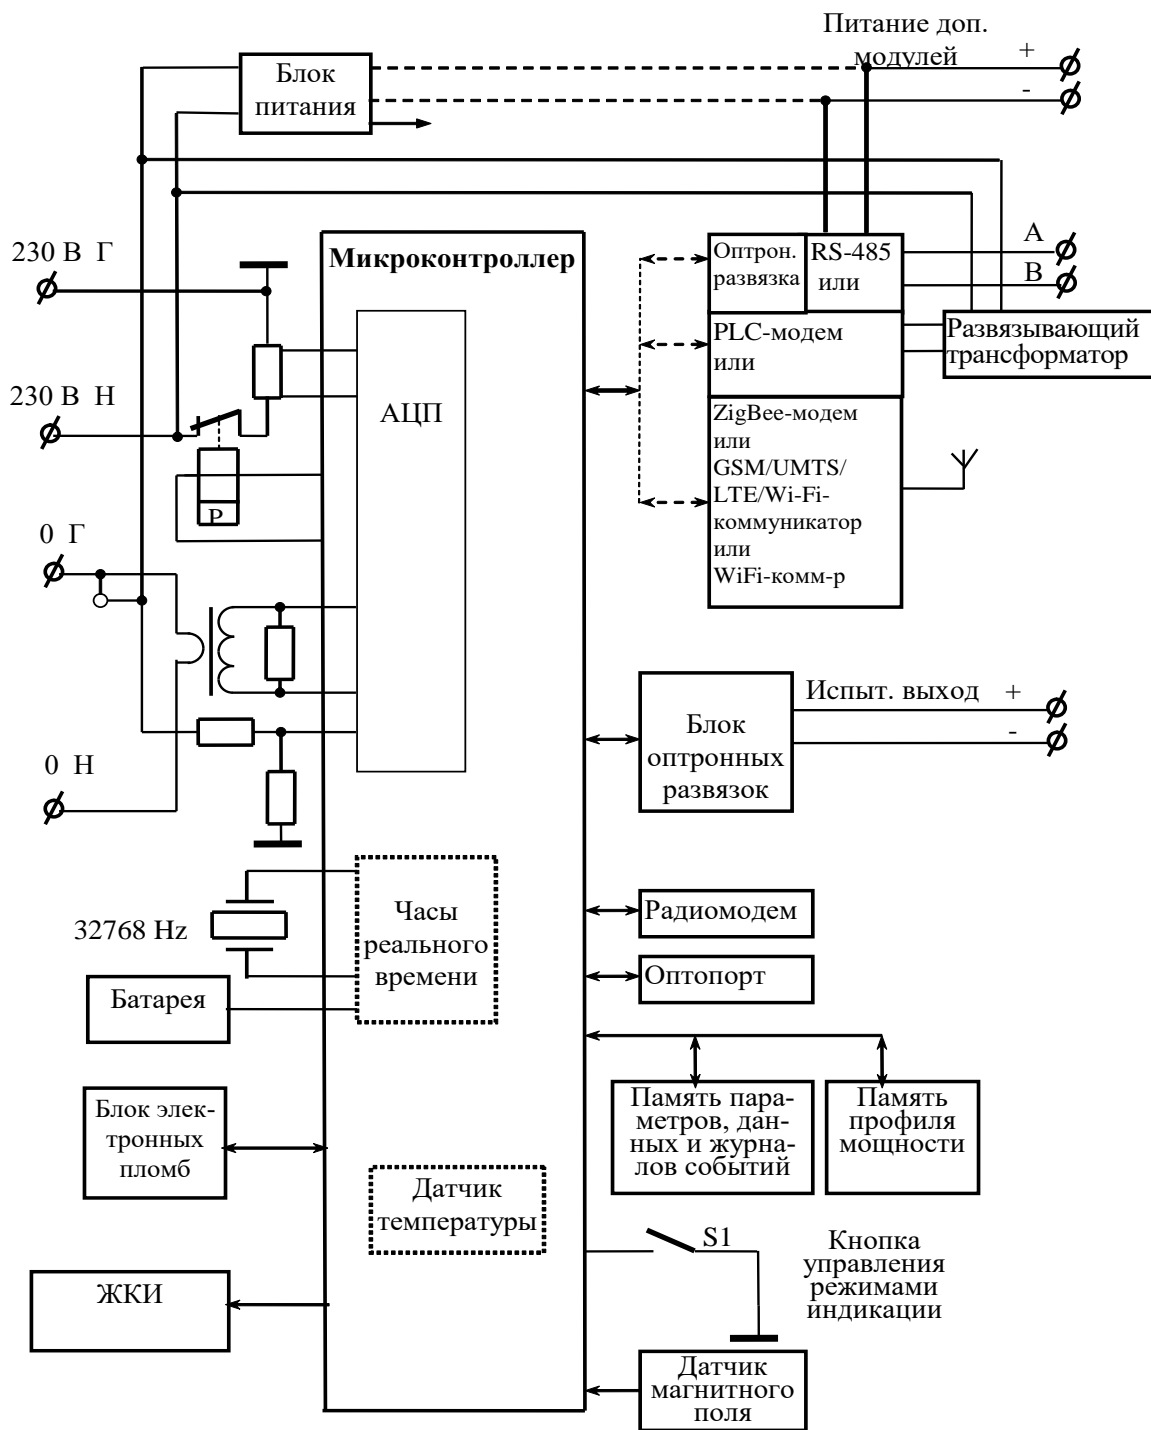 Питание доп.
модулей
+
-
Блок
питания
230 В Г
Микроконтроллер
Оптрон.
развязка
RS-485
или
А
В
PLC-модем
или
Развязывающий
трансформатор
230 В Н
АЦП
ZigBee-модем
или
GSM/UMTS/
LTE/Wi-Fi-
коммуникатор
или
WiFi-комм-р
Р
0 Г
0 Н
Испыт. выход
+
-
Блок
оптронных
развязок
32768 Hz
Часы
реального
времени
Батарея
Радиомодем
Оптопорт
Блок элек-
тронных
пломб
Память пара-
метров, дан-
ных и журна-
лов событий
Память
профиля
мощности
Датчик
температуры
S1
Кнопка
управления
режимами
индикации
ЖКИ
Датчик
магнитного
поля